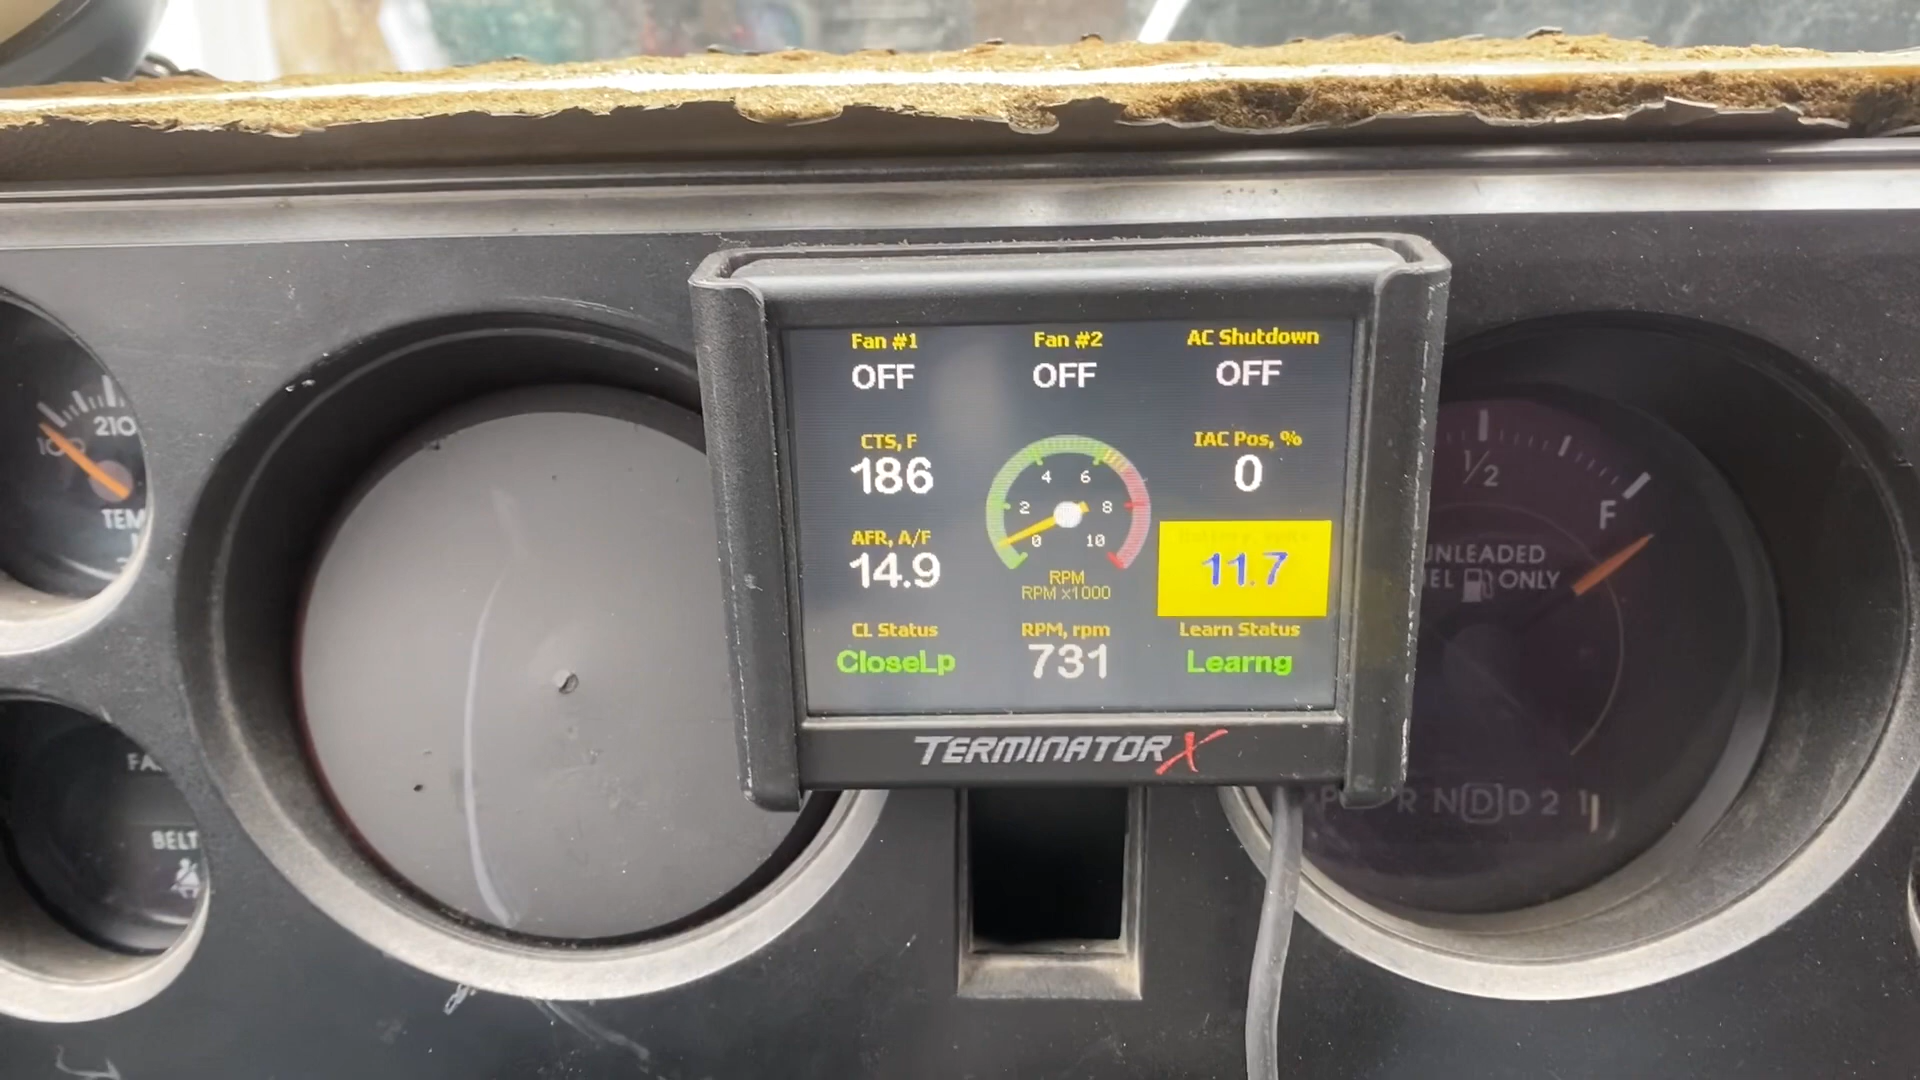 Fan #1
Fan #2
AC Shutdown
OFF
OFF
OFF
CTS, F
186
IAC Pos, %
0
0
2
4
6
8
10
AFR, A/F
14.9
RPM
RPM x1000
11.7
CL Status
CloseLp
RPM, rpm
731
Learn Status
Learng
TERMINATOR X
100
210
TEM
BELT
1/2
F
UNLEADED
ONLY
P R N D D 2 1